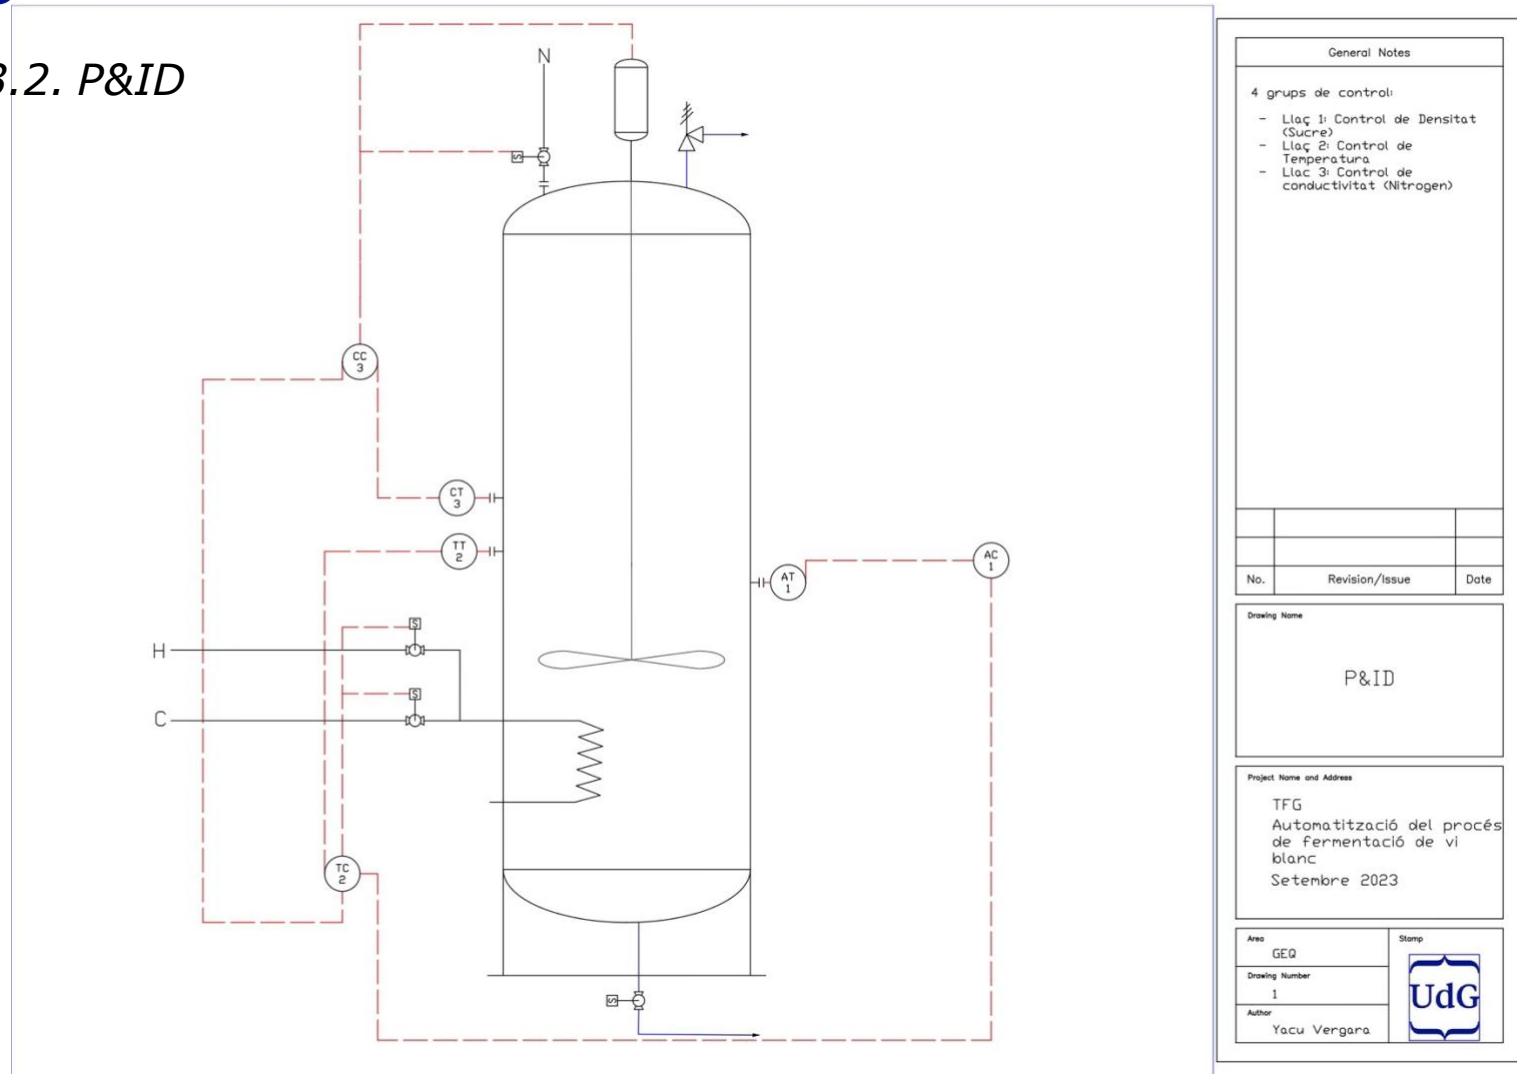 3.2. P&ID
N
S
CC
3
CT
3
TT
2
AT
1
AC
1
S
H
S
C
TC
2
S
General Notes
4 grups de control:
- Llaç 1: Control de Densitat
(Sucre)
- Llaç 2: Control de
Temperatura
- Llac 3: Control de
conductivitat (Nitrogen)
No. Revision/Issue Date
Drawing Name
P&ID
Project Name and Address
TFG
Automatització del procés
de fermentació de vi
blanc
Setembre 2023
Area
GEQ
Drawing Number
1
Author
Yacu Vergara
Stamp
UdG